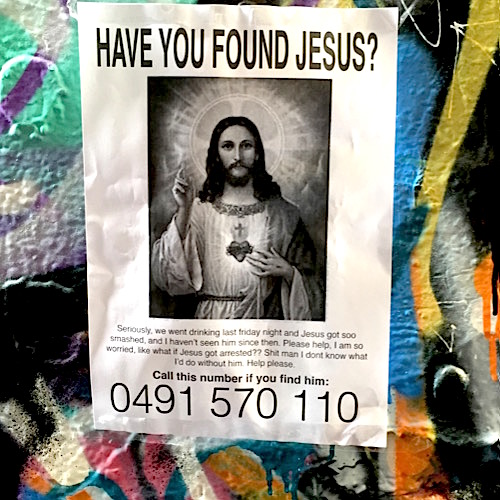 HAVE YOU FOUND JESUS?
Seriously, we went drinking last friday night and Jesus got soo
smashed, and I haven't seen him since then. Please help, I am so
worried, like what if Jesus got arrested?? Shit man I dont know what
I'd do without him. Help please.
Call this number if you find him:
0491 570 110